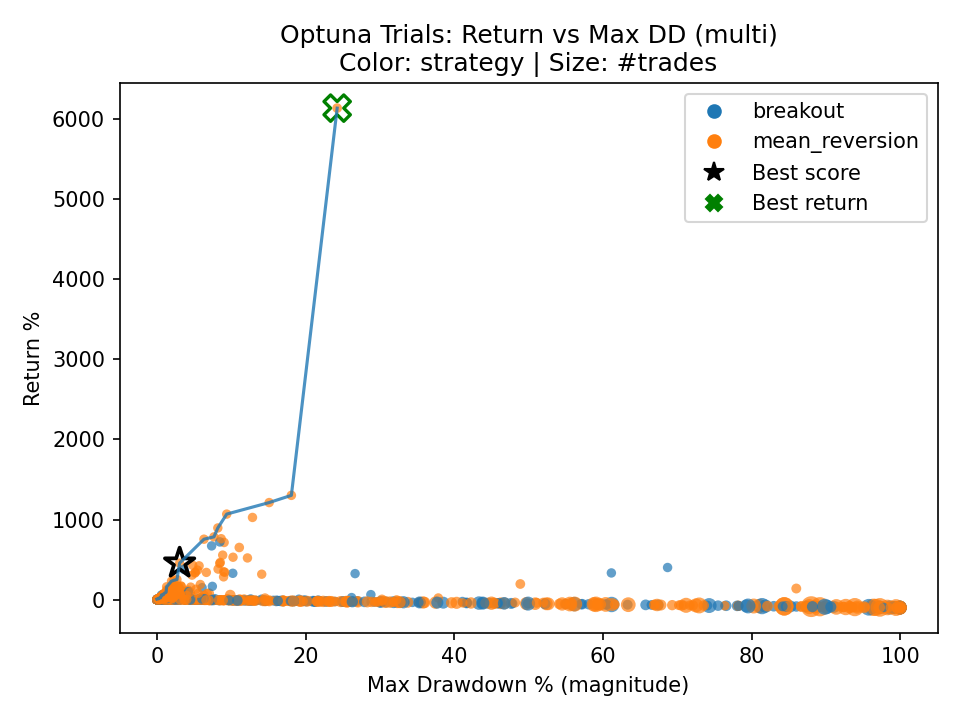 Optuna Trials: Return vs Max DD (multi)
Color: strategy | Size: #trades
breakout
mean_reversion
Best score
Best return
Return %
6000
5000
4000
3000
2000
1000
0
0 20 40 60 80 100
Max Drawdown % (magnitude)